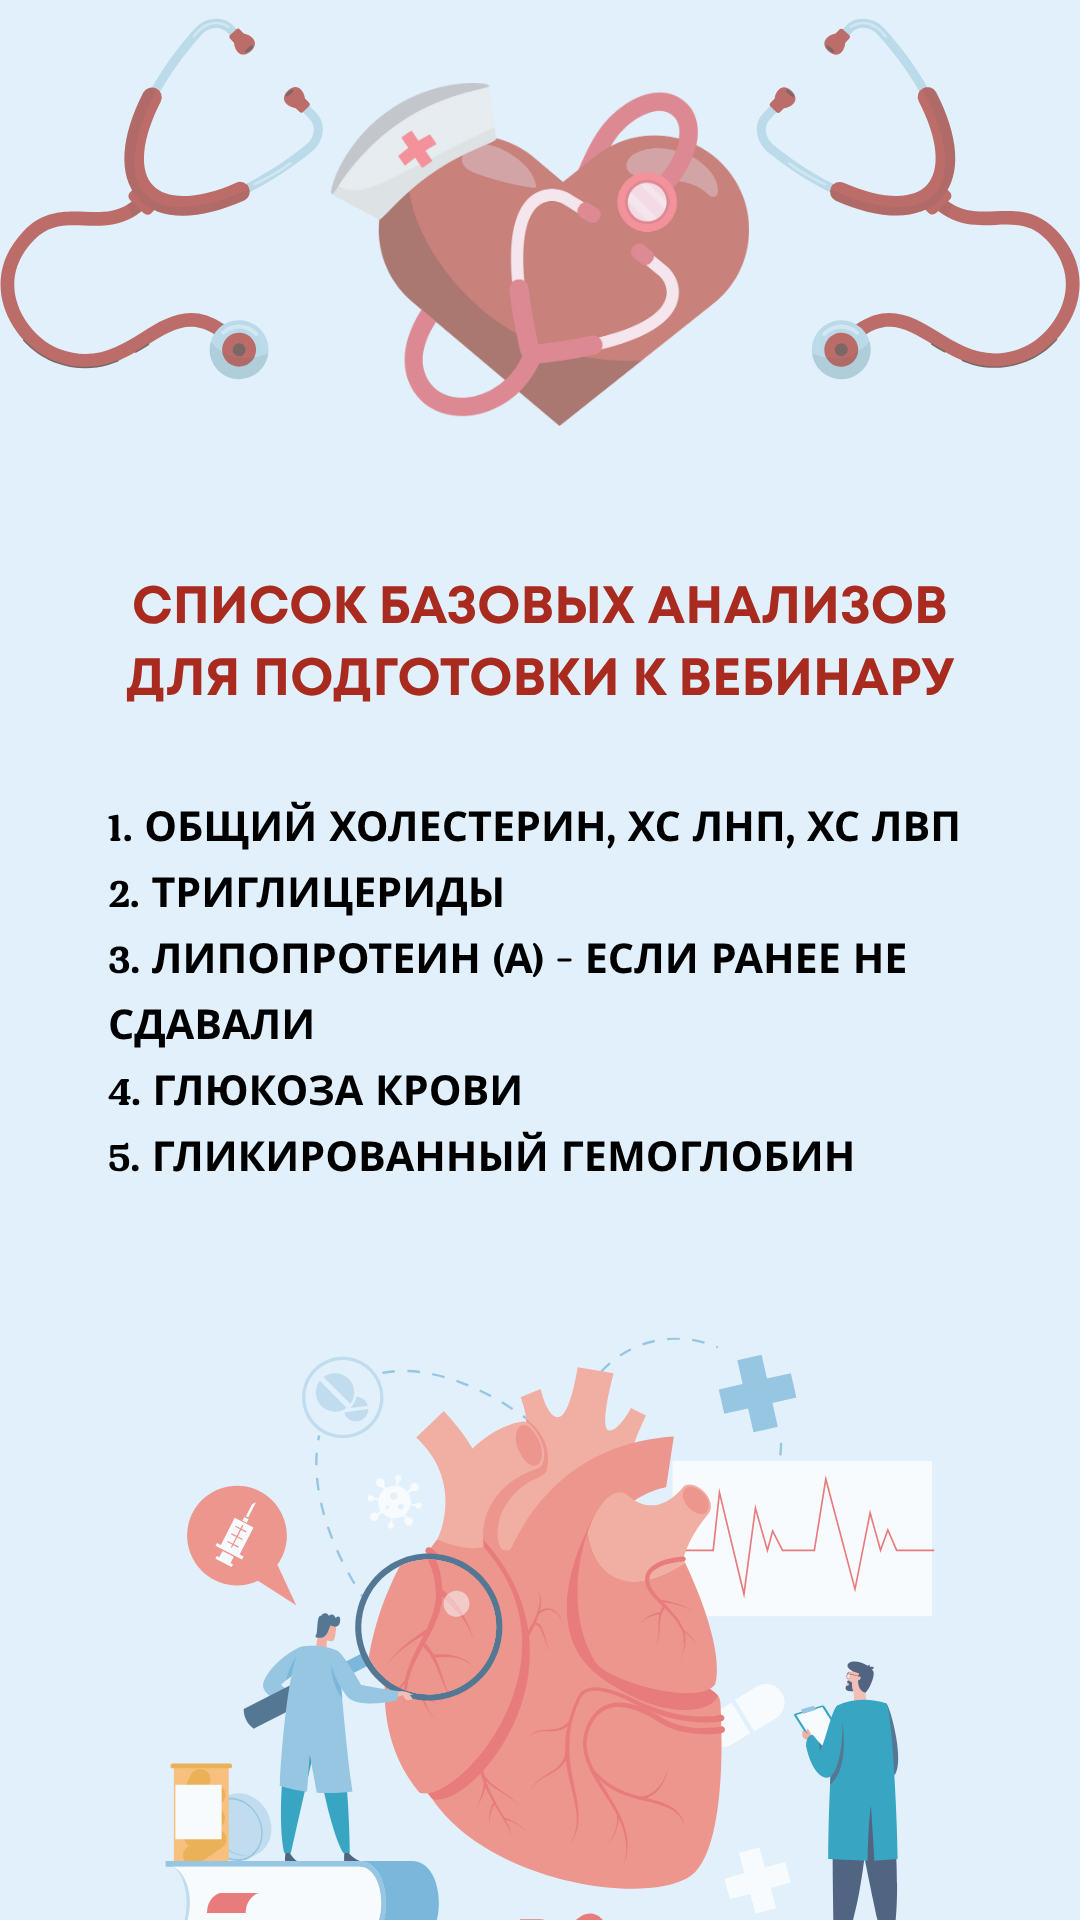 СПИСОК БАЗОВЫХ АНАЛИЗОВ
ДЛЯ ПОДГОТОВКИ К ВЕБИНАРУ
1. ОБЩИЙ ХОЛЕСТЕРИН, ХС ЛНП, ХС ЛВП
2. ТРИГЛИЦЕРИДЫ
3. ЛИПОПРОТЕИН (А) - ЕСЛИ РАНЕЕ НЕ
СДАВАЛИ
4. ГЛЮКОЗА КРОВИ
5. ГЛИКИРОВАННЫЙ ГЕМОГЛОБИН